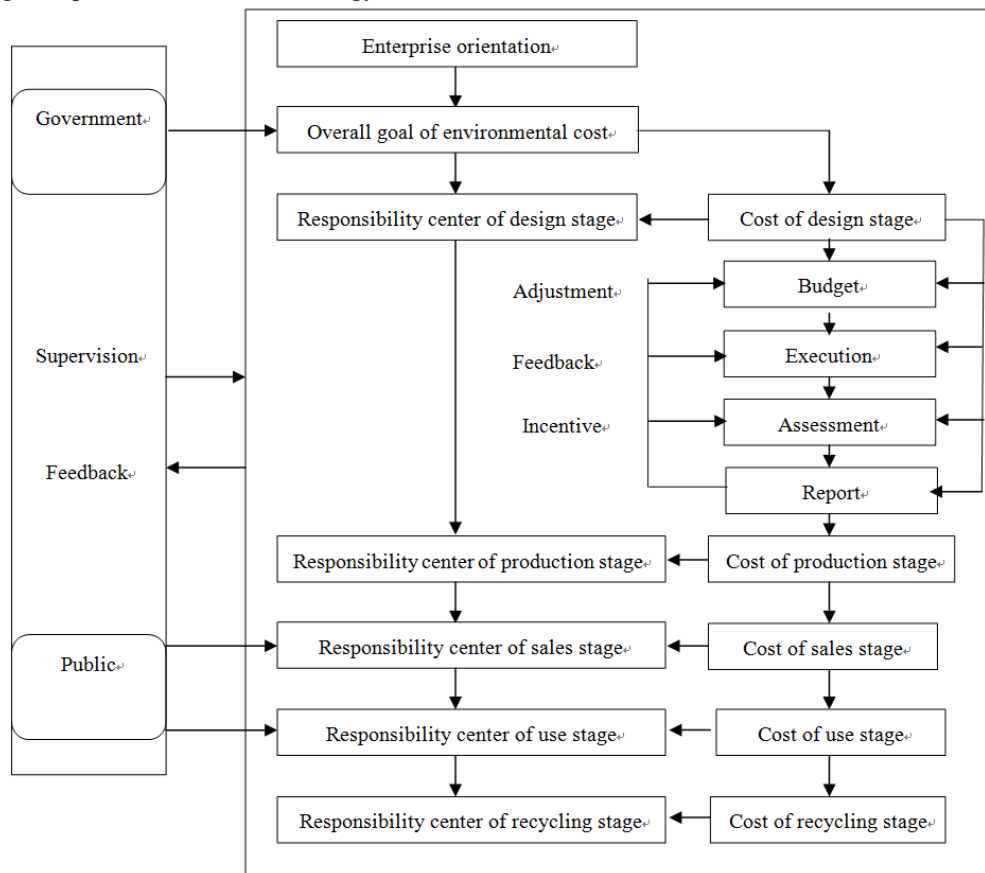 Enterprise orientation
Government
Overall goal of environmental cost
Responsibility center of design stage
Cost of design stage
Adjustment
Budget
Supervision
Feedback
Execution
Incentive
Assessment
Feedback
Report
Responsibility center of production stage
Cost of production stage
Public
Responsibility center of sales stage
Cost of sales stage
Responsibility center of use stage
Cost of use stage
Responsibility center of recycling stage
Cost of recycling stage